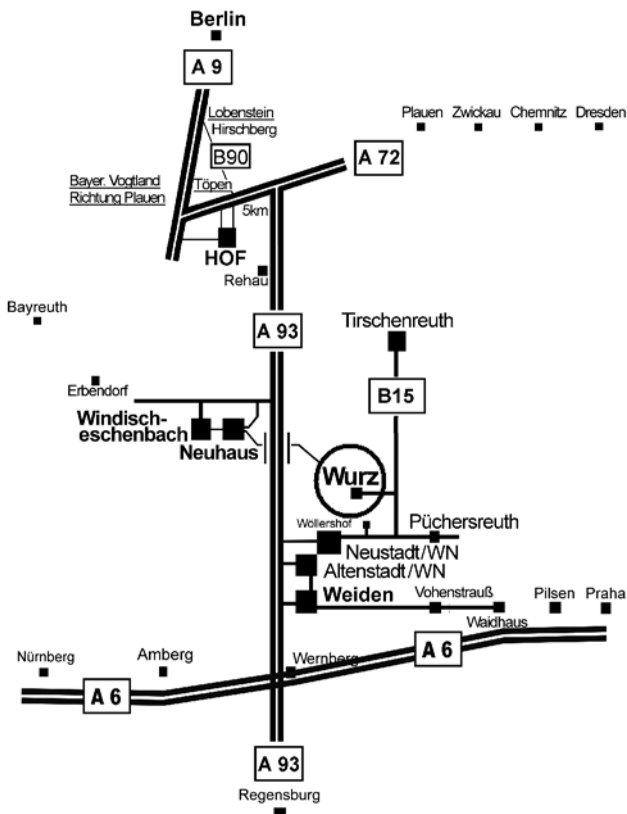 Berlin
A 9
Lobenstein
Hirschberg
Plauen Zwickau Chemnitz Dresden
B90
A 72
Bayer. Vogtland
Richtung Plauen
Töpen
5km
HOF
Rehau
Bayreuth
A 93
Tirschenreuth
Erbendorf
B15
Windisch-
eschenbach
Neuhaus
Wurz
Wöllershof
Püchersreuth
Neustadt/WN
Altenstadt/WN
Weiden
Vohenstrauß
Pilsen Praha
Waidhaus
Nürnberg
Amberg
Wernberg
A 6
A 6
A 93
Regensburg